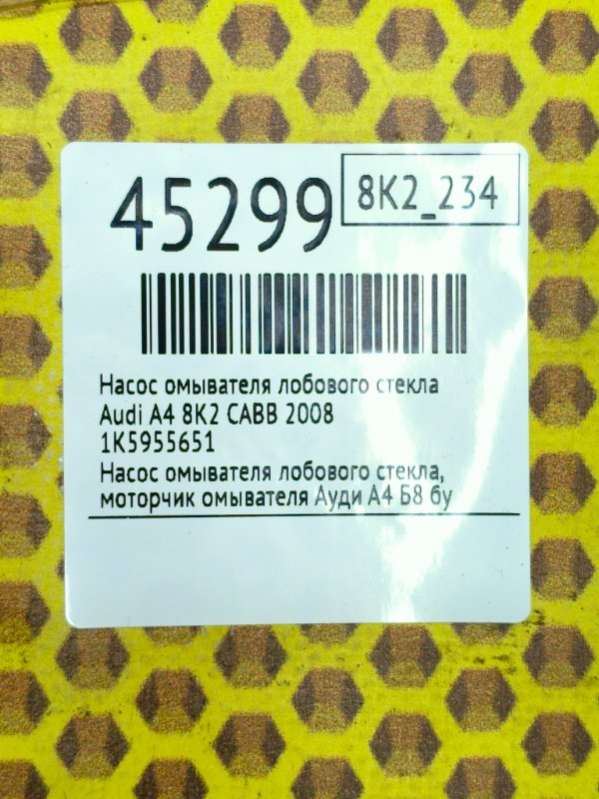 45299
8K2_234
Насос омывателя лобового стекла
Audi A4 8K2 CABB 2008
1K5955651
Насос омывателя лобового стекла,
моторчик омывателя Ауди А4 Б8 бу